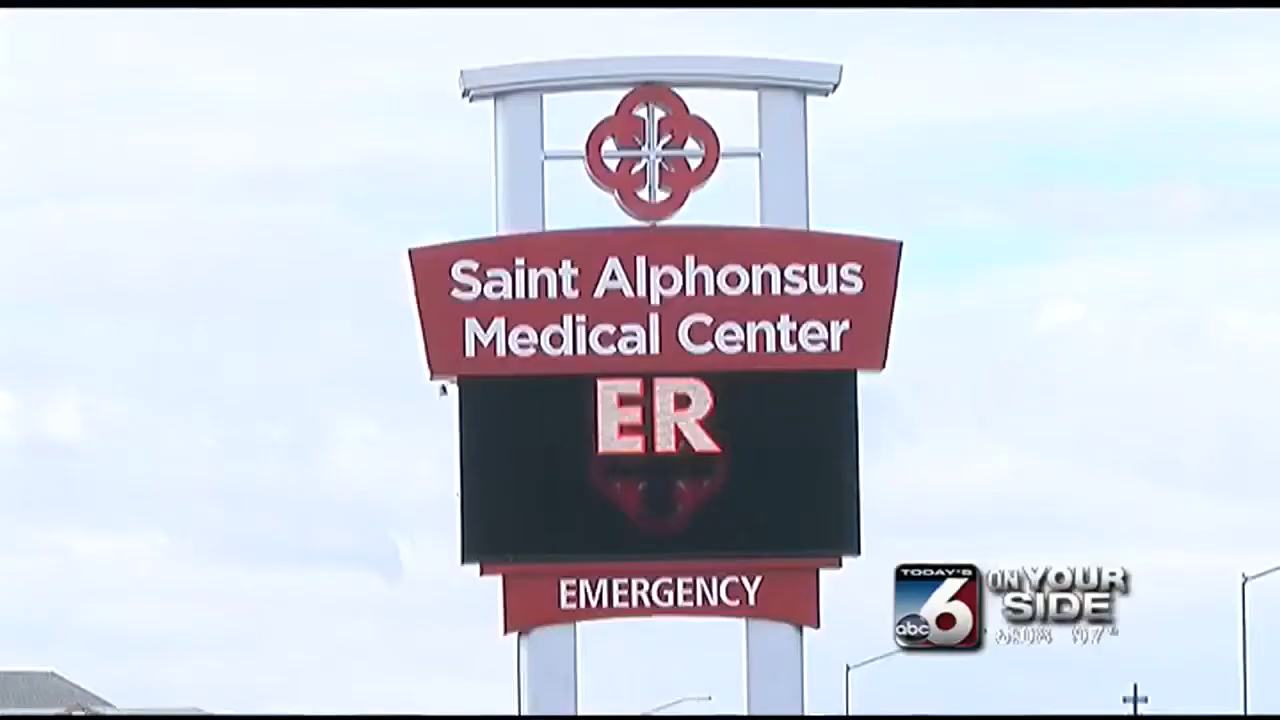 Saint Alphonsus
Medical Center
ER
EMERGENCY
TODAY'S
6
abc
ON YOUR
SIDE